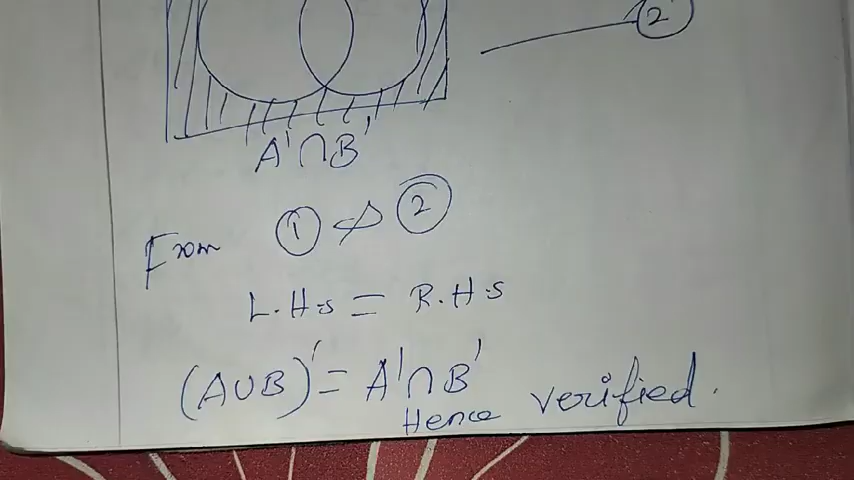 2
A'∩B'
From ① & ②
L.H.S = R.H.S
(A∪B)' = A'∩B'
Hence verified.